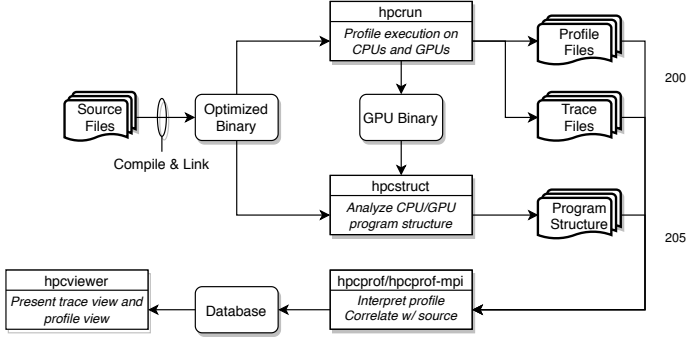 hpcrun
Profile execution on
CPUs and GPUs
Profile
Files
200
Source
Files
Optimized
Binary
GPU Binary
Trace
Files
Compile & Link
hpcstruct
Analyze CPU/GPU
program structure
Program
Structure
205
hpcviewer
Present trace view and
profile view
Database
hpcprof/hpcprof-mpi
Interpret profile
Correlate w/ source